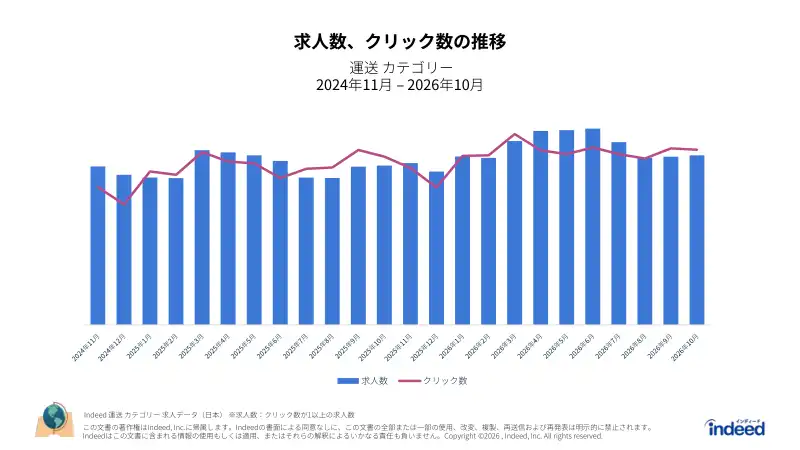 求人数、クリック数の推移
運送 カテゴリー
2024年11月 – 2026年10月
2024年11月
2024年12月
2025年1月
2025年2月
2025年3月
2025年4月
2025年5月
2025年6月
2025年7月
2025年8月
2025年9月
2025年10月
2025年11月
2025年12月
2026年1月
2026年2月
2026年3月
2026年4月
2026年5月
2026年6月
2026年7月
2026年8月
2026年9月
2026年10月
求人数 クリック数
Indeed 運送 カテゴリー 求人データ（日本） ※求人数：クリック数が1以上の求人数
この文書の著作権はIndeed, Inc.に帰属します。Indeedの書面による同意なしに、この文書の全部または一部の使用、改変、複製、再送信および再発表は明示的に禁止されます。
Indeedはこの文書に含まれる情報の使用もしくは適用、またはそれらの解釈によるいかなる責任も負いません。Copyright ©2026 , Indeed, Inc. All rights reserved.
インディード
indeed